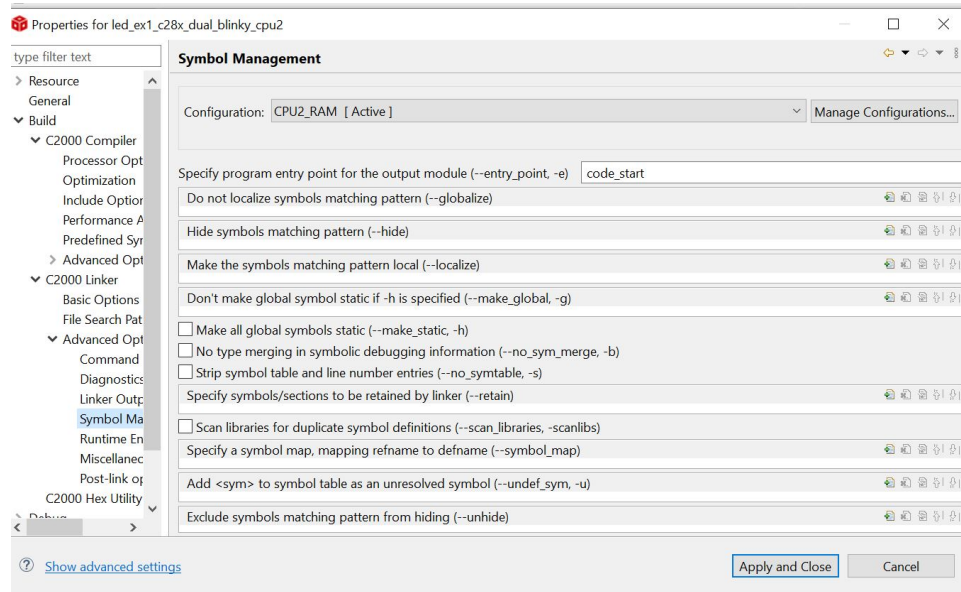 Properties for led_ex1_c28x_dual_blinky_cpu2
type filter text
Symbol Management
Resource
General
Build
C2000 Compiler
Processor Opt
Optimization
Include Option
Performance A
Predefined Syr
Advanced Opt
C2000 Linker
Basic Options
File Search Pat
Advanced Opt
Command
Diagnostics
Linker Outp
Symbol Ma
Runtime En
Miscellanec
Post-link op
C2000 Hex Utility
Debug
Configuration: CPU2_RAM [ Active ]
Manage Configurations...
Specify program entry point for the output module (--entry_point, -e) code_start
Do not localize symbols matching pattern (--globalize)
Hide symbols matching pattern (--hide)
Make the symbols matching pattern local (--localize)
Don't make global symbol static if -h is specified (--make_global, -g)
Make all global symbols static (--make_static, -h)
No type merging in symbolic debugging information (--no_sym_merge, -b)
Strip symbol table and line number entries (--no_symtable, -s)
Specify symbols/sections to be retained by linker (--retain)
Scan libraries for duplicate symbol definitions (--scan_libraries, -scanlibs)
Specify a symbol map, mapping refname to defname (--symbol_map)
Add <sym> to symbol table as an unresolved symbol (--undef_sym, -u)
Exclude symbols matching pattern from hiding (--unhide)
Show advanced settings
Apply and Close
Cancel